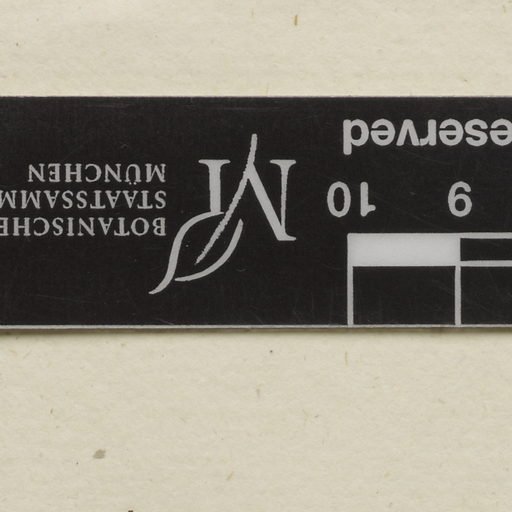 eserved
10 9
M
BOTANISCHE
STAATSSAMM
MÜNCHEN